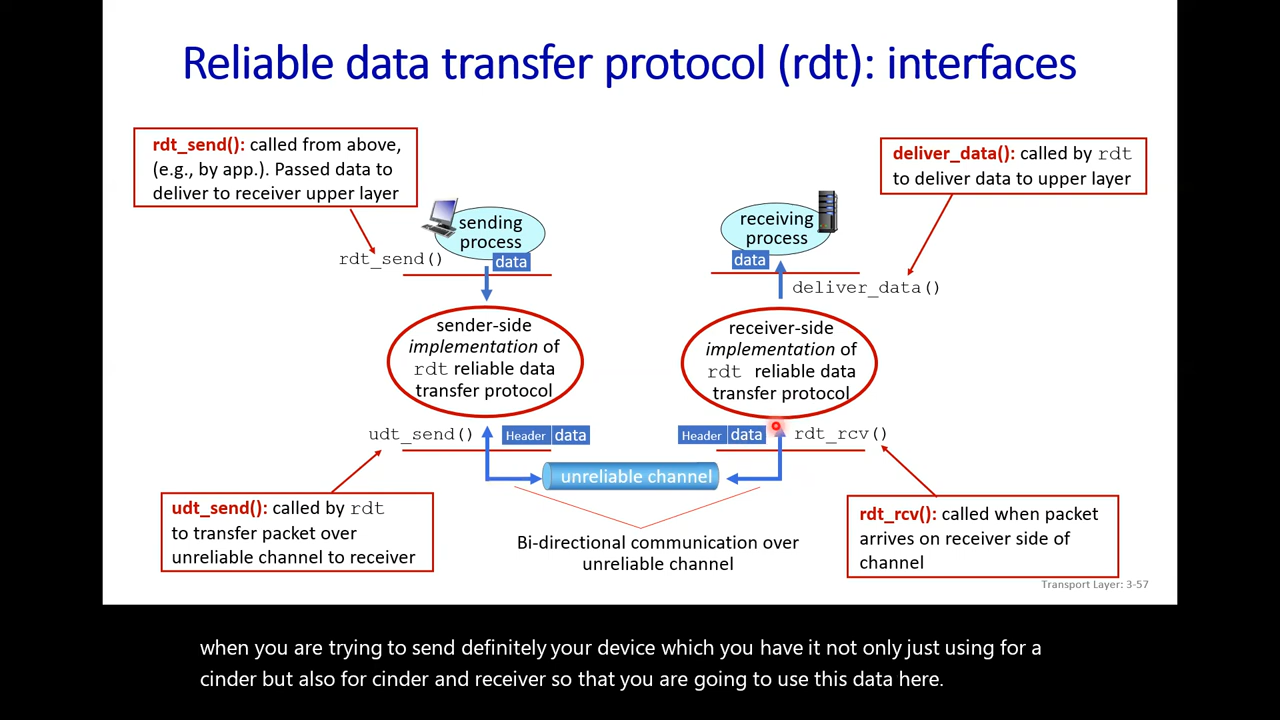 Reliable data transfer protocol (rdt): interfaces
rdt_send(): called from above,
(e.g., by app.). Passed data to
deliver to receiver upper layer
deliver_data(): called by rdt
to deliver data to upper layer
sending
process
data
rdt_send()
receiving
process
data
deliver_data()
sender-side
implementation of
rdt reliable data
transfer protocol
receiver-side
implementation of
rdt reliable data
transfer protocol
udt_send()
Header data
Header data
rdt_rcv()
unreliable channel
udt_send(): called by rdt
to transfer packet over
unreliable channel to receiver
Bi-directional communication over
unreliable channel
rdt_rcv(): called when packet
arrives on receiver side of
channel
Transport Layer: 3-57
when you are trying to send definitely your device which you have it not only just using for a
cinder but also for cinder and receiver so that you are going to use this data here.